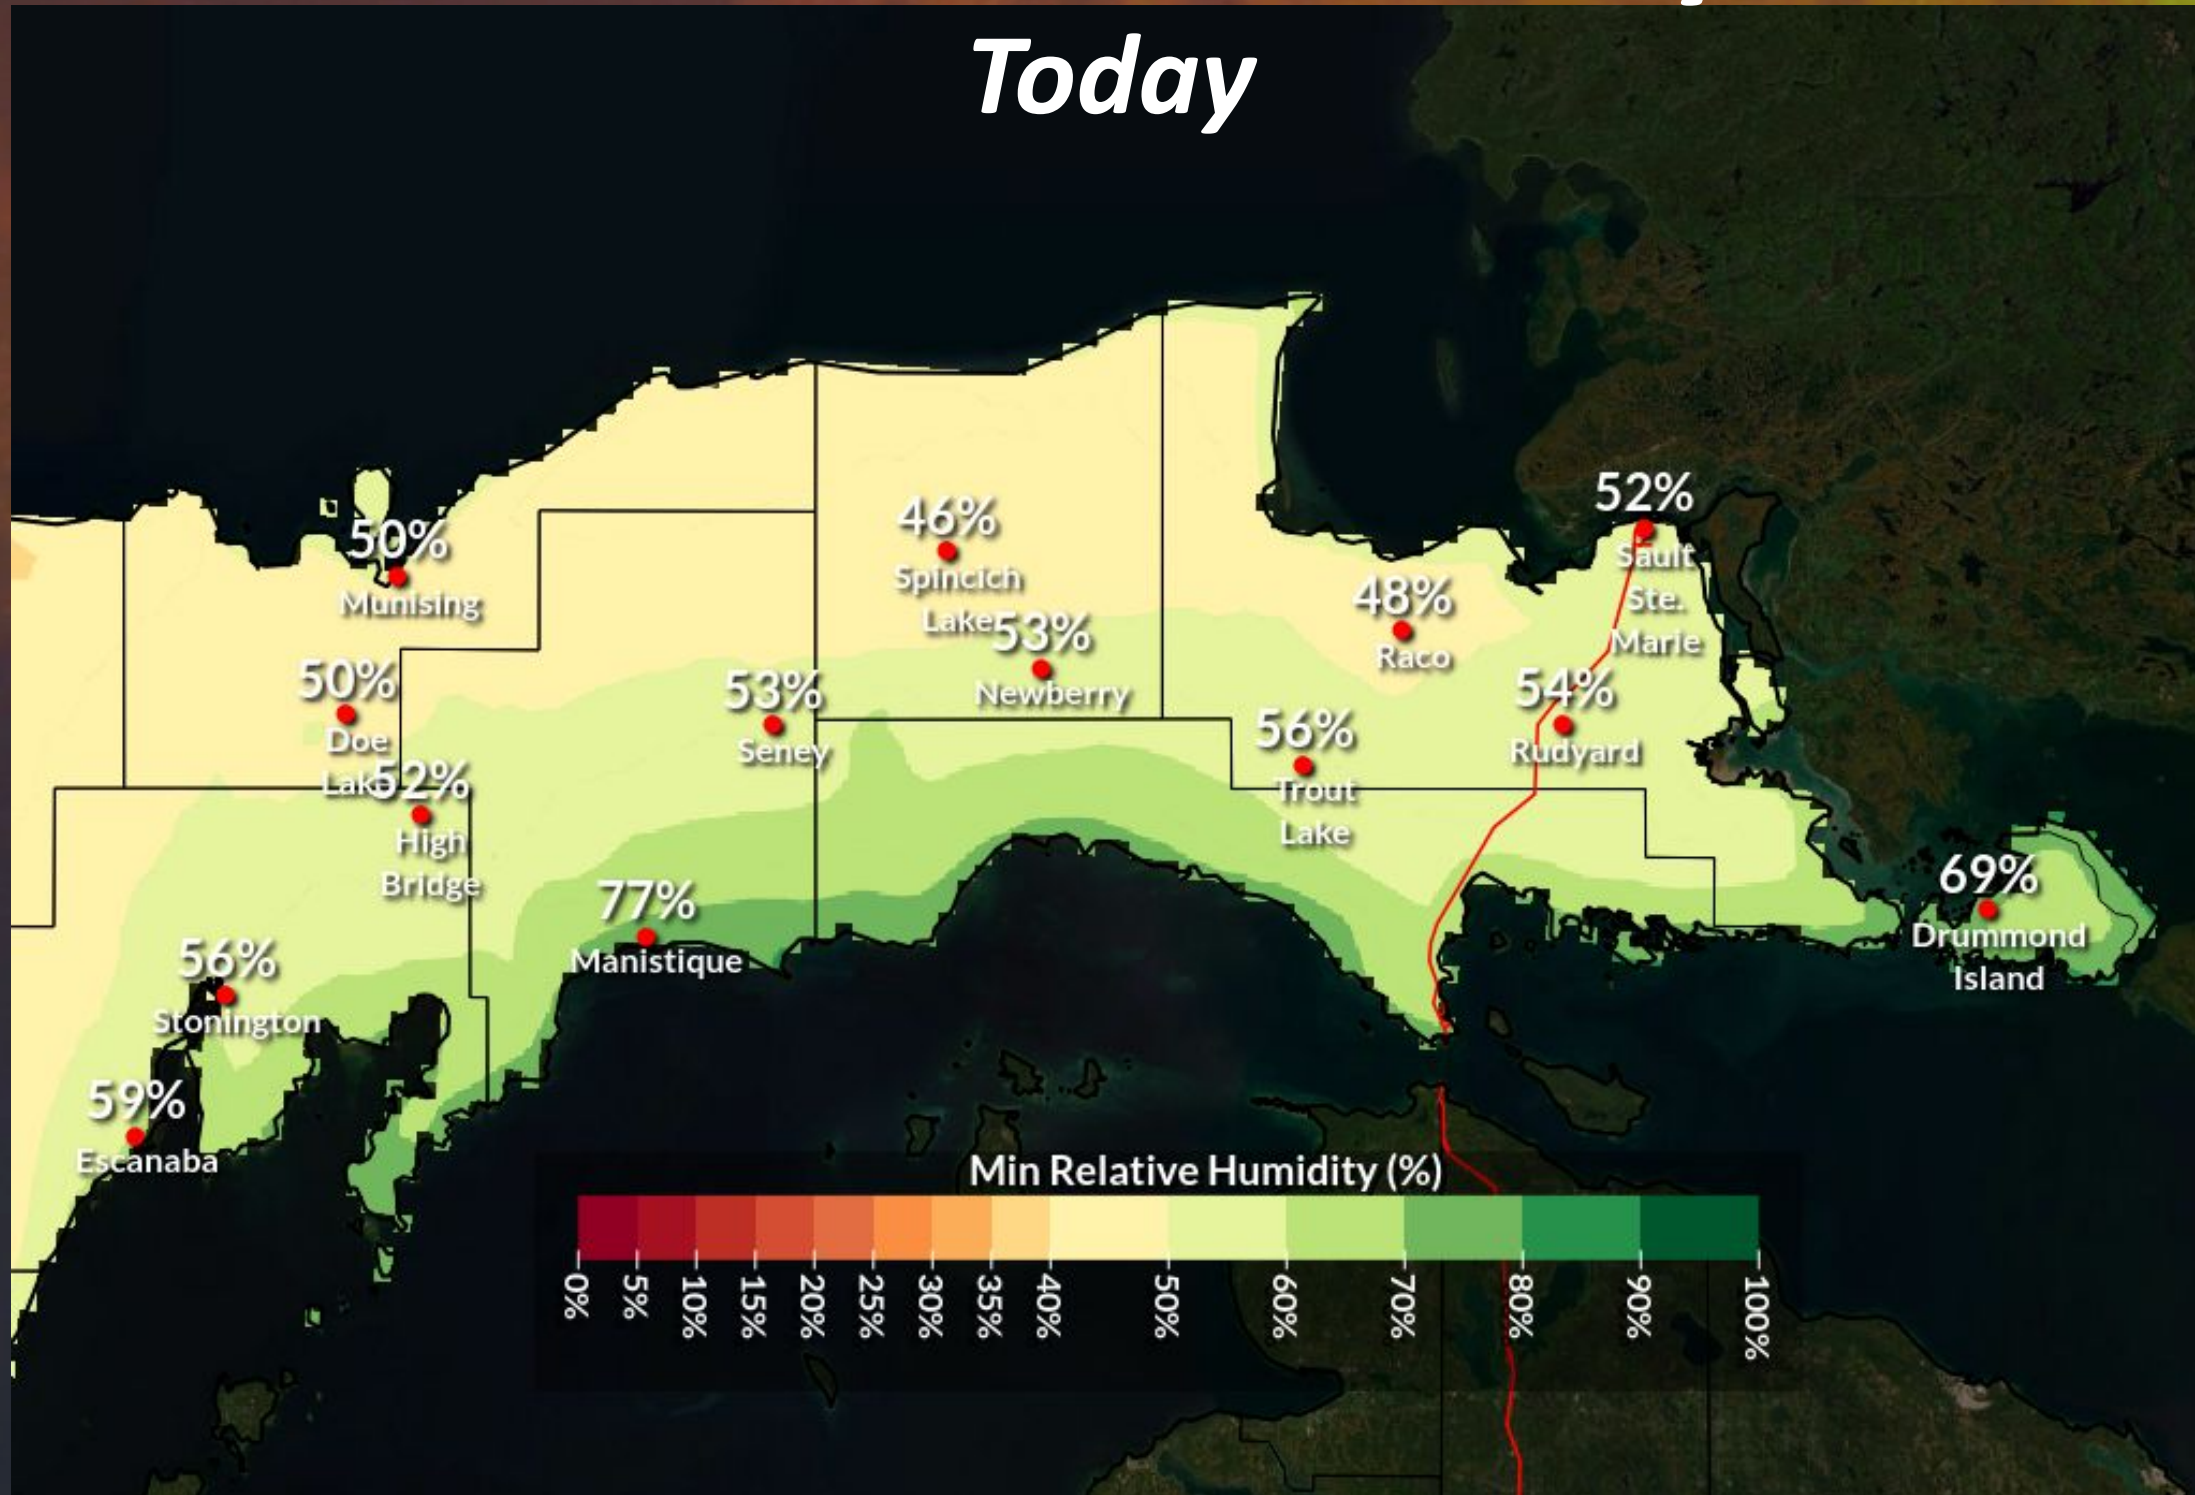 Today
52%
Sault
Ste.
Marie
50%
Munising
46%
Spincich
Lake
53%
Newberry
48%
Raco
50%
Doe
Lake
53%
Seney
54%
Rudyard
56%
Trout
Lake
52%
High
Bridge
77%
Manistique
69%
Drummond
Island
56%
Stonington
59%
Escanaba
Min Relative Humidity (%)
0%
5%
10%
15%
20%
25%
30%
35%
40%
50%
60%
70%
80%
90%
100%